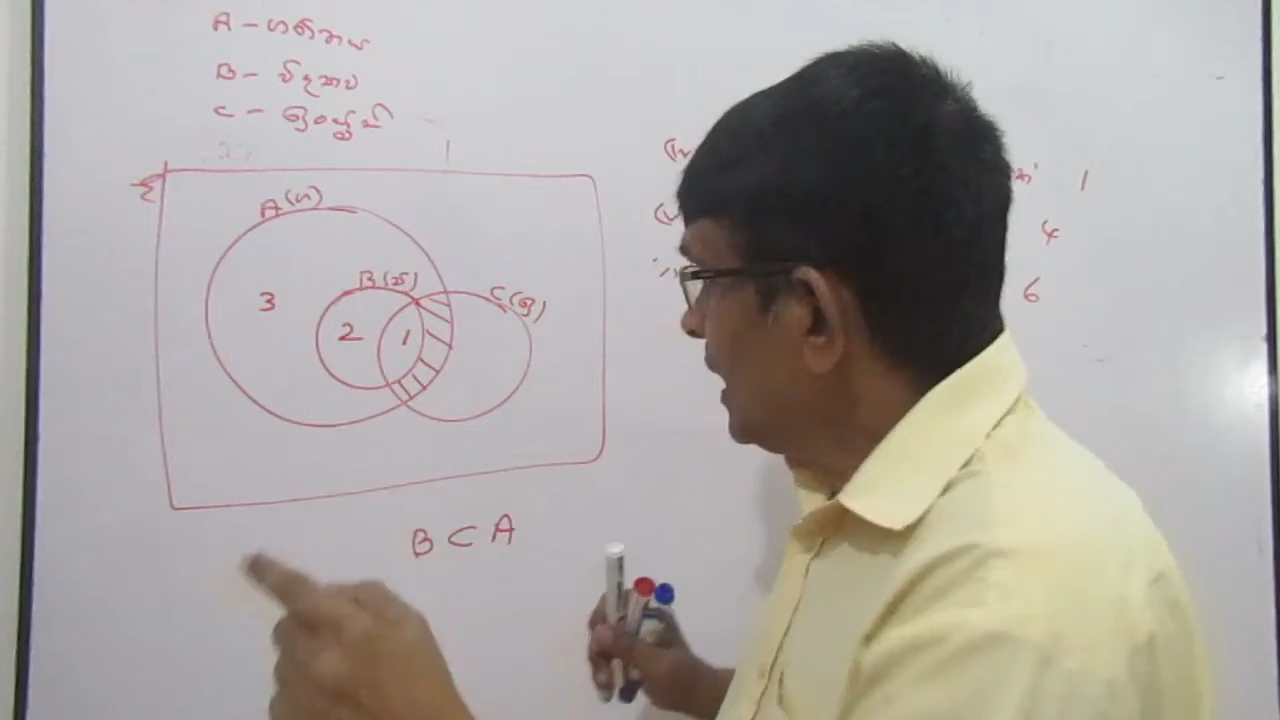 A - ගණිතය
B - විද්‍යාව
C - ඉංග්‍රීසි
ε
A (ග)
B (වි)
C (ඉ)
3
2
1
1
4
6
B ⊂ A